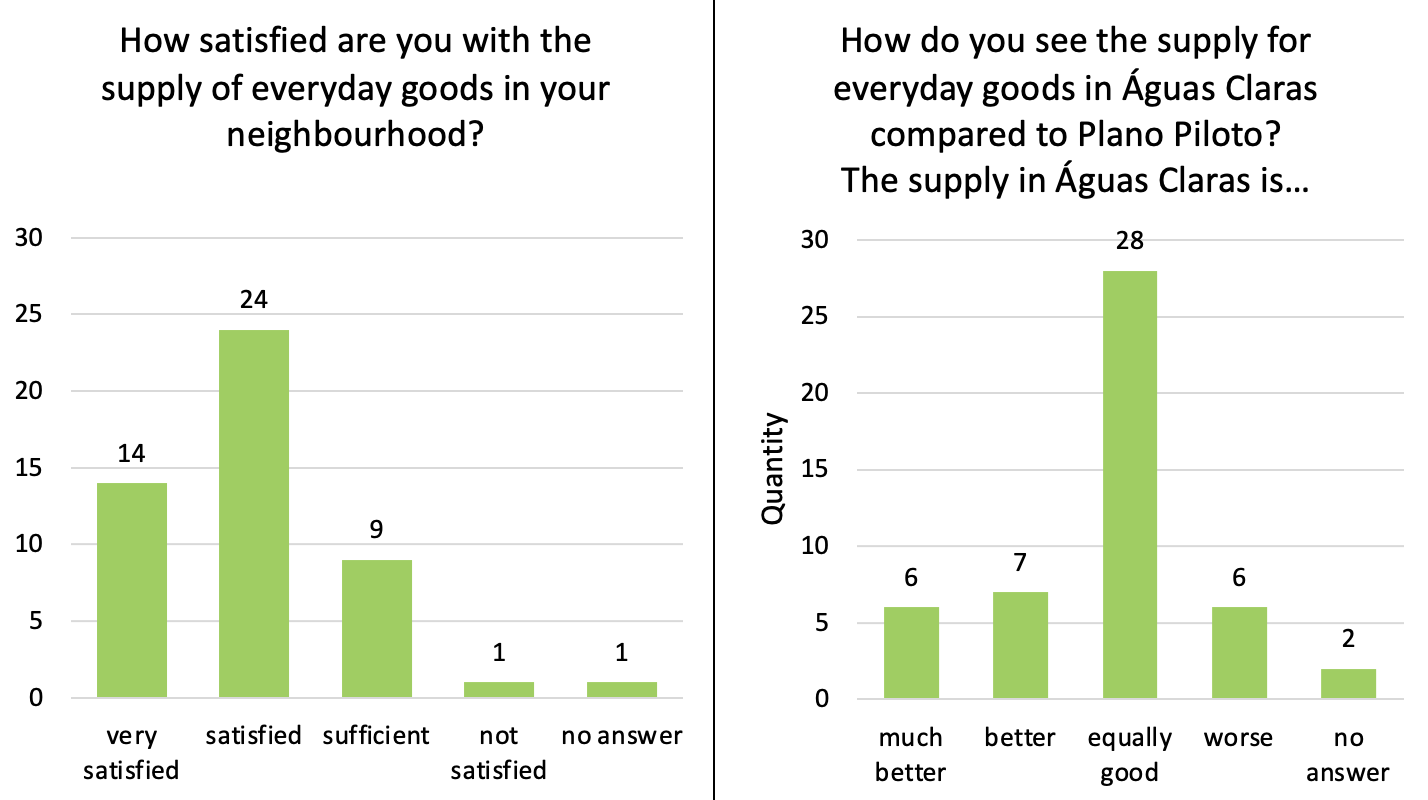 How satisfied are you with the
supply of everyday goods in your
neighbourhood?
30
25
20
15
10
5
0
14
24
9
1
1
very
satisfied
satisfied
sufficient
not
satisfied
no answer
How do you see the supply for
everyday goods in Águas Claras
compared to Plano Piloto?
The supply in Águas Claras is...
Quantity
30
25
20
15
10
5
0
6
7
28
6
2
much
better
better
equally
good
worse
no
answer